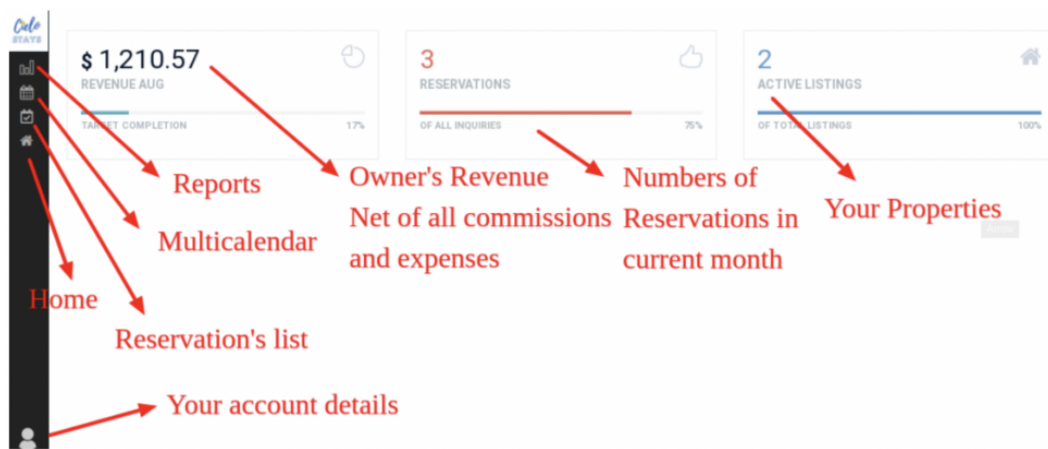 Cielo
STAYS
$ 1,210.57
REVENUE AUG
TARGET COMPLETION
17%
3
RESERVATIONS
OF ALL INQUIRIES
75%
2
ACTIVE LISTINGS
OF TOTAL LISTINGS
100%
Reports
Owner's Revenue
Net of all commissions
and expenses
Numbers of
Reservations in
current month
Your Properties
Multicalendar
Home
Reservation's list
Your account details